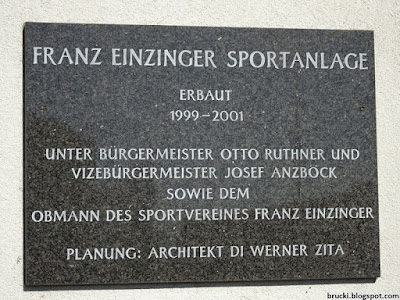 FRANZ EINZINGER SPORTANLAGE
ERBAUT
1999–2001
UNTER BÜRGERMEISTER OTTO RUTHNER UND
VIZEBÜRGERMEISTER JOSEF ANZBÖCK
SOWIE DEM
OBMANN DES SPORTVEREINES FRANZ EINZINGER
PLANUNG: ARCHITEKT DI WERNER ZITA
brucki.blogspot.com